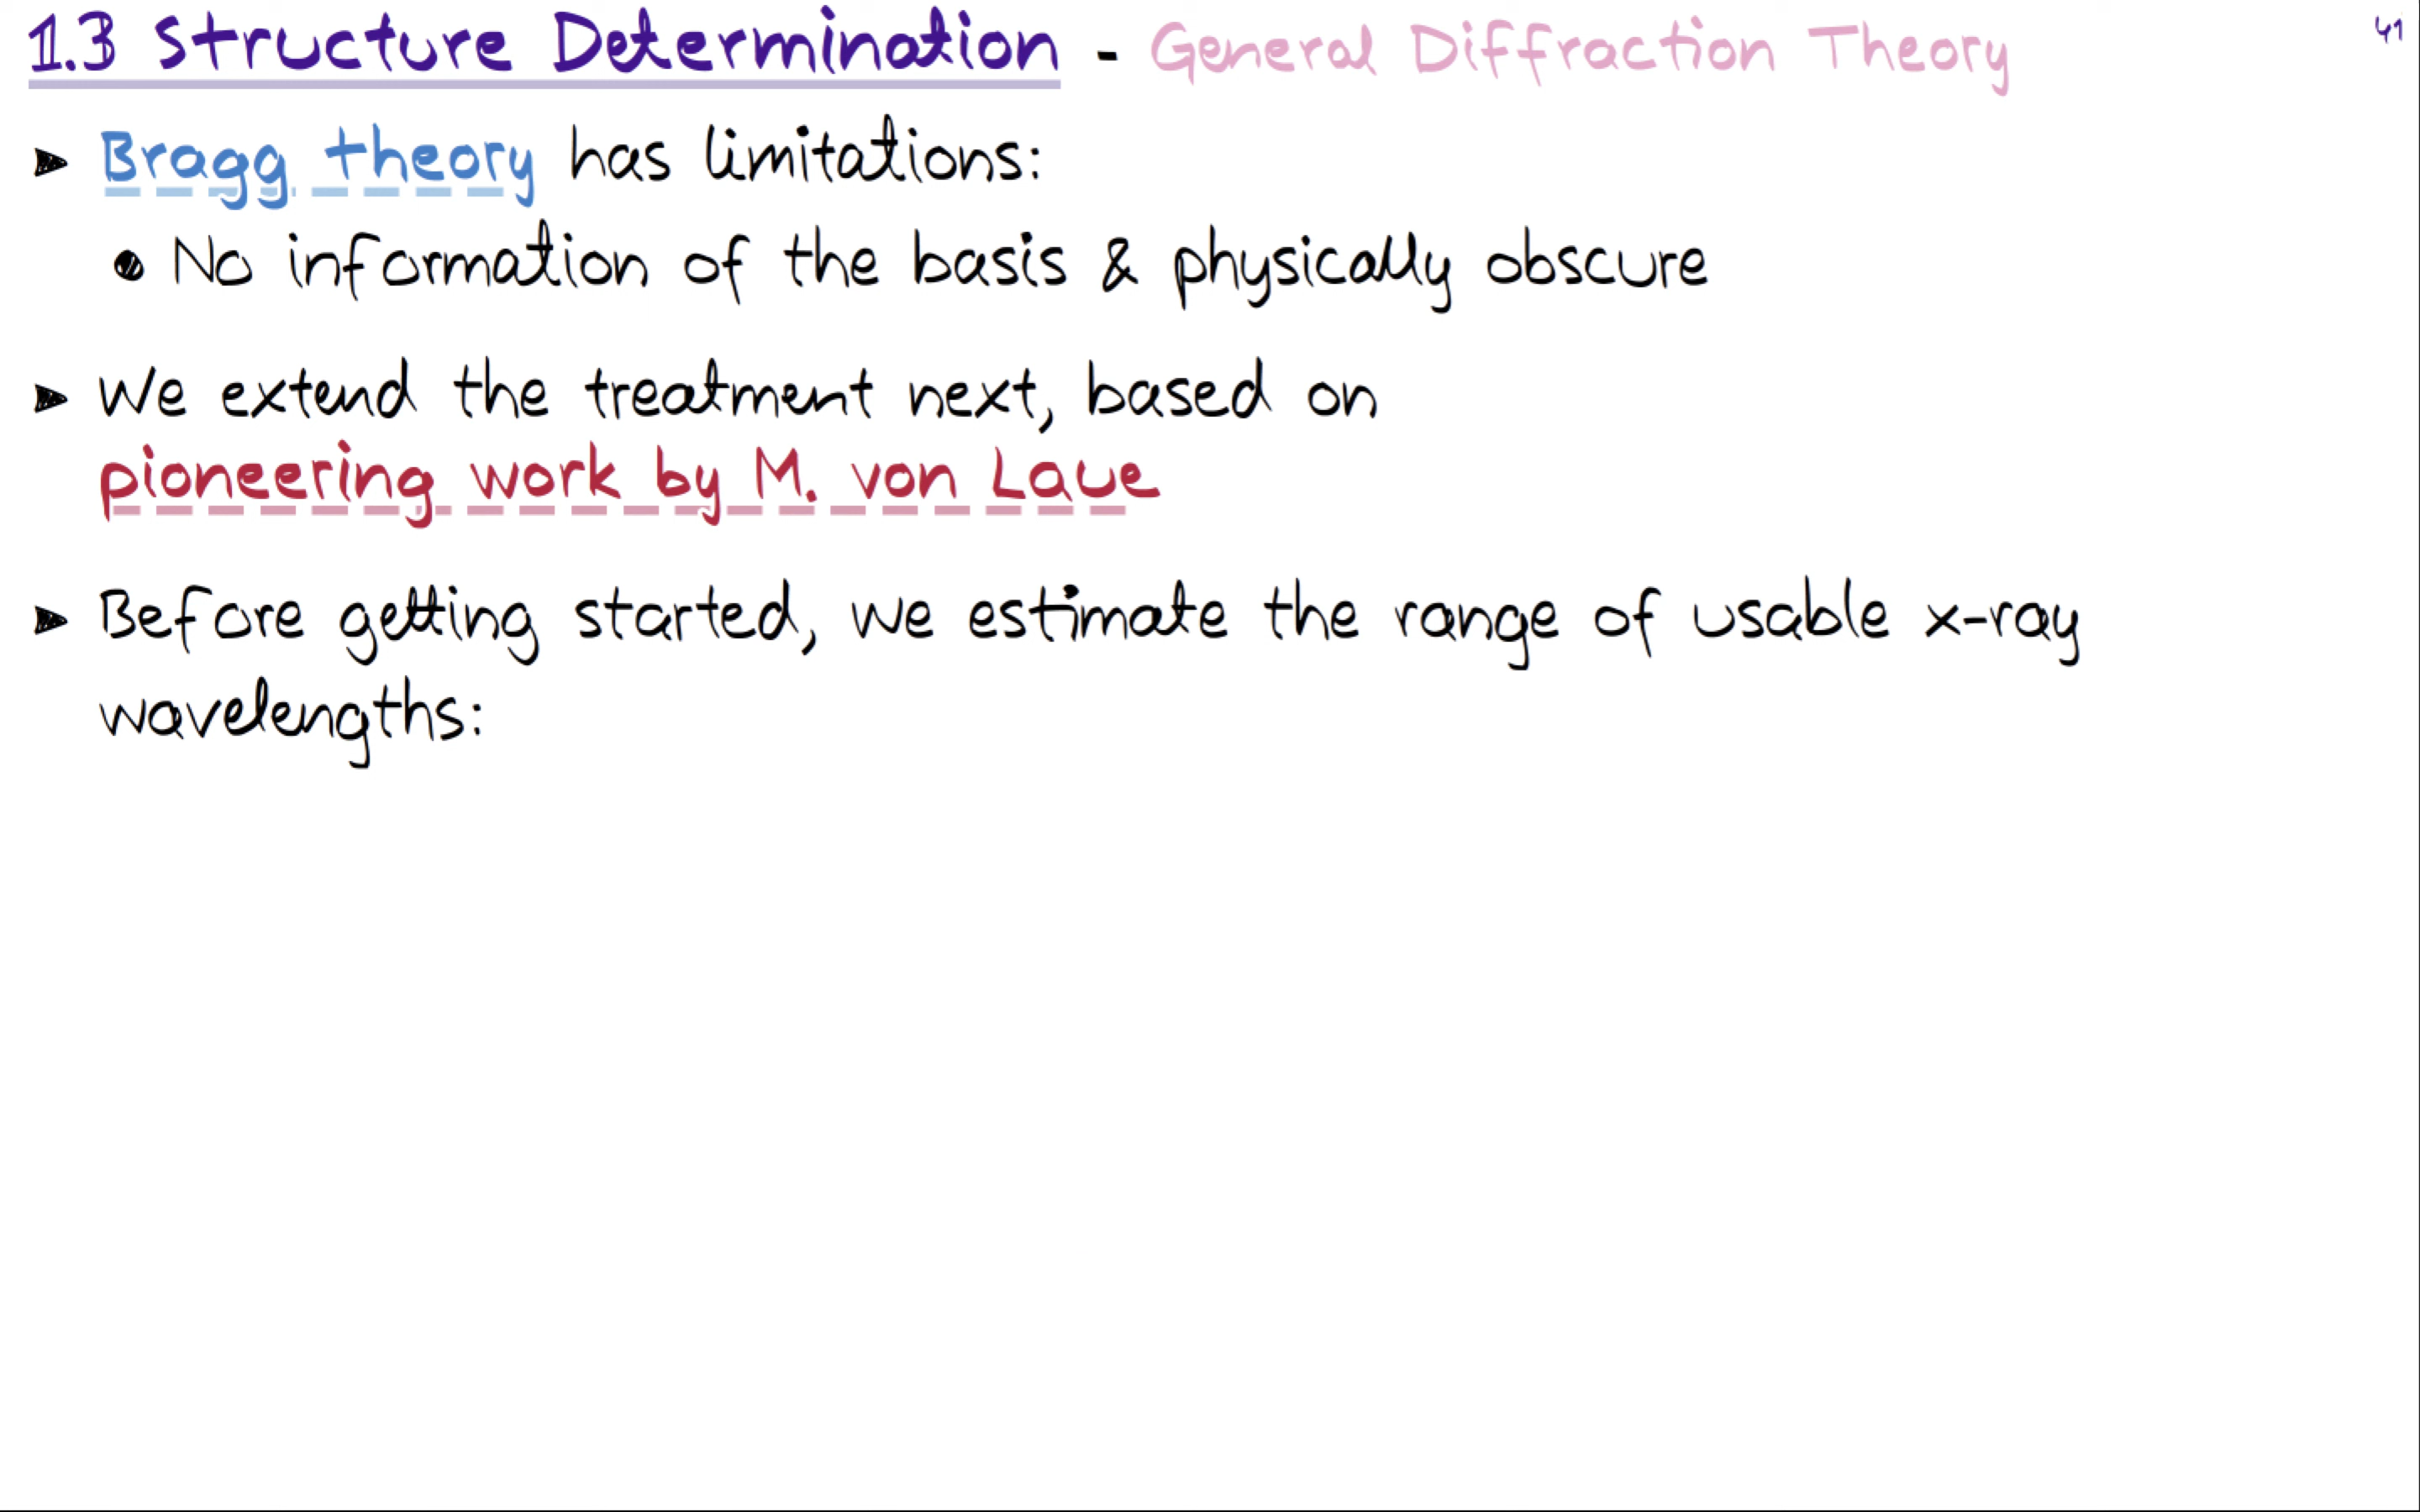 1.3 Structure Determination - General Diffraction Theory 41
Bragg theory has limitations:
No information of the basis & physically obscure
We extend the treatment next, based on
pioneering work by M. von Laue
Before getting started, we estimate the range of usable x-ray
wavelengths: